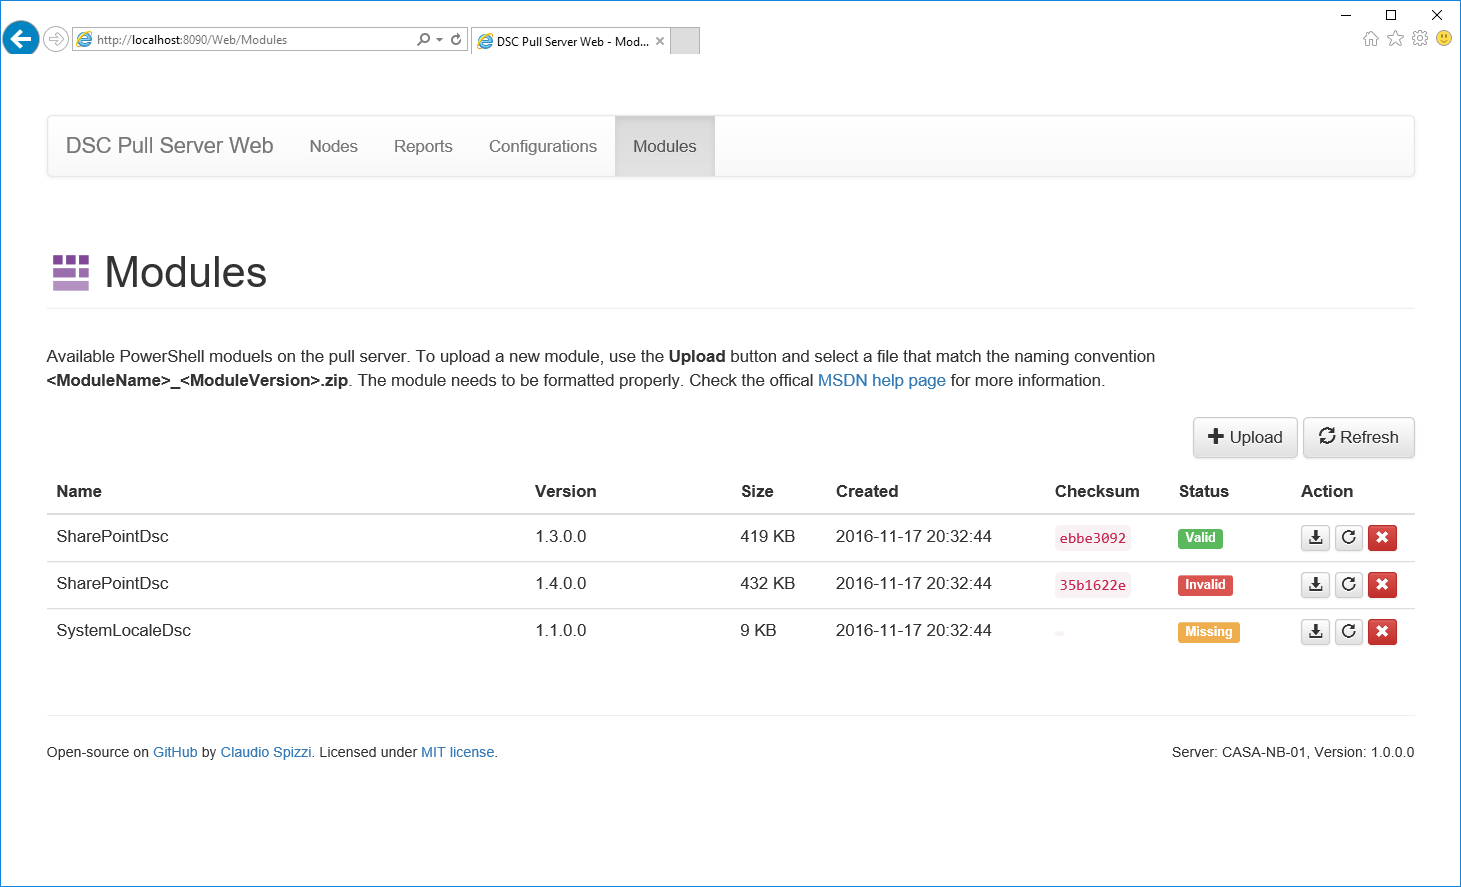 http://localhost:8090/Web/Modules
DSC Pull Server Web - Mod...
DSC Pull Server Web Nodes Reports Configurations Modules
Modules
Available PowerShell moduels on the pull server. To upload a new module, use the Upload button and select a file that match the naming convention
<ModuleName>_<ModuleVersion>.zip. The module needs to be formatted properly. Check the offical MSDN help page for more information.
Upload Refresh
Name Version Size Created Checksum Status Action
SharePointDsc 1.3.0.0 419 KB 2016-11-17 20:32:44 ebbe3092 Valid
SharePointDsc 1.4.0.0 432 KB 2016-11-17 20:32:44 35b1622e Invalid
SystemLocaleDsc 1.1.0.0 9 KB 2016-11-17 20:32:44 Missing
Open-source on GitHub by Claudio Spizzi. Licensed under MIT license.
Server: CASA-NB-01, Version: 1.0.0.0